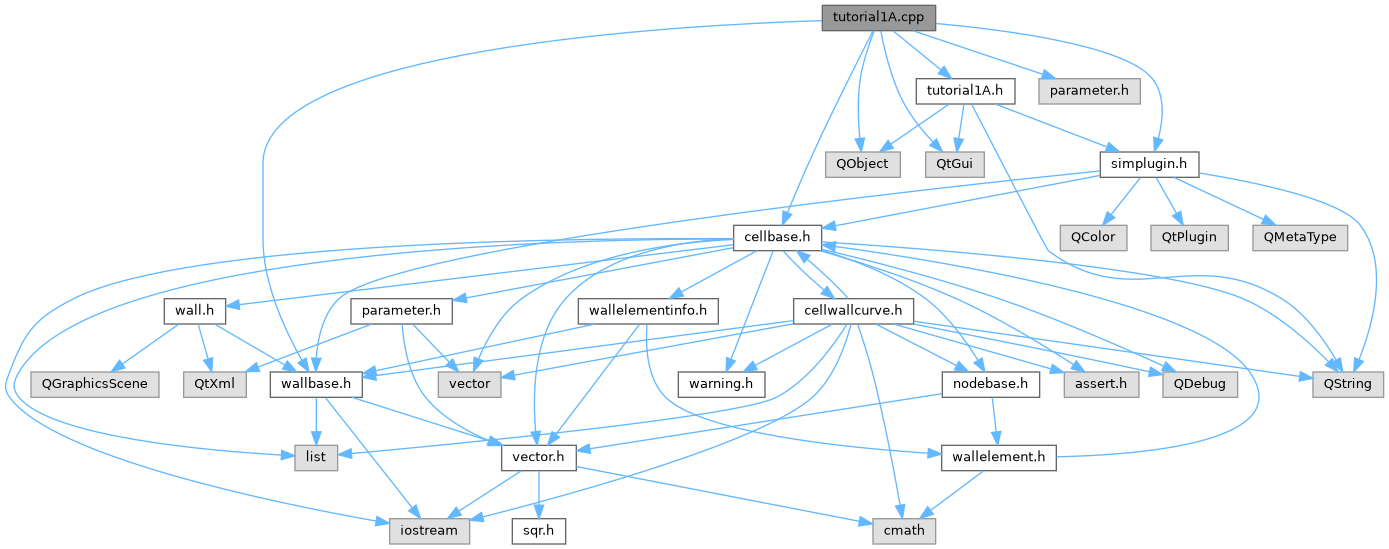 tutorial1A.cpp
tutorial1A.h
parameter.h
QObject
QtGui
simplugin.h
cellbase.h
QColor
QtPlugin
QMetaType
wall.h
parameter.h
wallelementinfo.h
cellwallcurve.h
QGraphicsScene
QtXml
wallbase.h
vector
warning.h
nodebase.h
assert.h
QDebug
QString
list
vector.h
wallelement.h
iostream
sqr.h
cmath